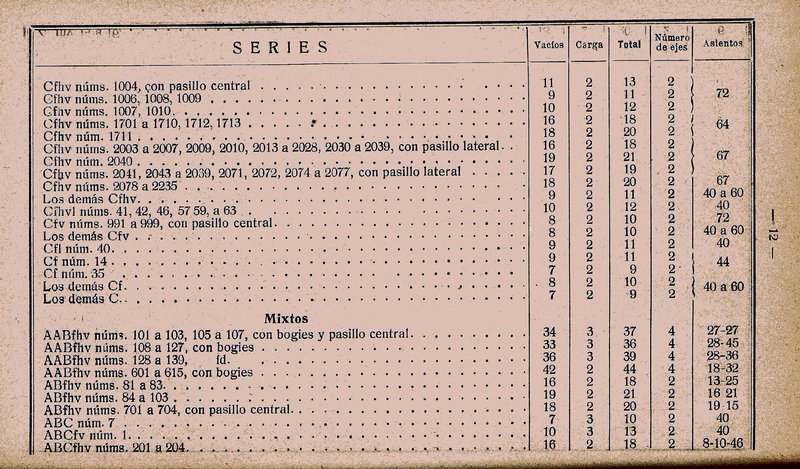 SERIES Vacíos Carga Total Número de ejes Asientos
Cfhv núms. 1004, con pasillo central 11 2 13 2
Cfhv núms. 1006, 1008, 1009 9 2 11 2 72
Cfhv núms. 1007, 1010 10 2 12 2
Cfhv núms. 1701 a 1710, 1712, 1713 16 2 18 2 64
Cfhv núm. 1711 18 2 20 2
Cfhv núms. 2003 a 2007, 2009, 2010, 2013 a 2028, 2030 a 2039, con pasillo lateral 16 2 18 2
Cfhv núm. 2040 19 2 21 2 67
Cfhv núms. 2041, 2043 a 2039, 2071, 2072, 2074 a 2077, con pasillo lateral 17 2 19 2
Cfhv núms. 2078 a 2235 18 2 20 2 67
Los demás Cfhv. 9 2 11 2 40 a 60
Cfhvl núms. 41, 42, 46, 57 59, a 63 10 2 12 2 40
Cfv núms. 991 a 999, con pasillo central 8 2 10 2 72
Los demás Cfv 8 2 10 2 40 a 60
Cfl núm. 40 9 2 11 2 40
Cf núm. 14 9 2 11 2 44
Cf núm. 35 7 2 9 2
Los demás Cf 8 2 10 2 40 a 60
Los demás C. 7 2 9 2
Mixtos
AABfhv núms. 101 a 103, 105 a 107, con bogies y pasillo central 34 3 37 4 27-27
AABfhv núms. 108 a 127, con bogies 33 3 36 4 28-45
AABfhv núms. 128 a 139, íd. 36 3 39 4 28-36
AABfhv núms. 601 a 615, con bogies 42 2 44 4 18-32
ABfhv núms. 81 a 83. 16 2 18 2 13-25
ABfhv núms. 84 a 103 19 2 21 2 16 21
ABfhv núms. 701 a 704, con pasillo central. 18 2 20 2 19-15
ABC núm. 7 7 3 10 2 40
ABCfv núm. 1. 10 3 13 2 40
ABCfhv núms. 201 a 204. 16 2 18 2 8-10-46
— 12 —